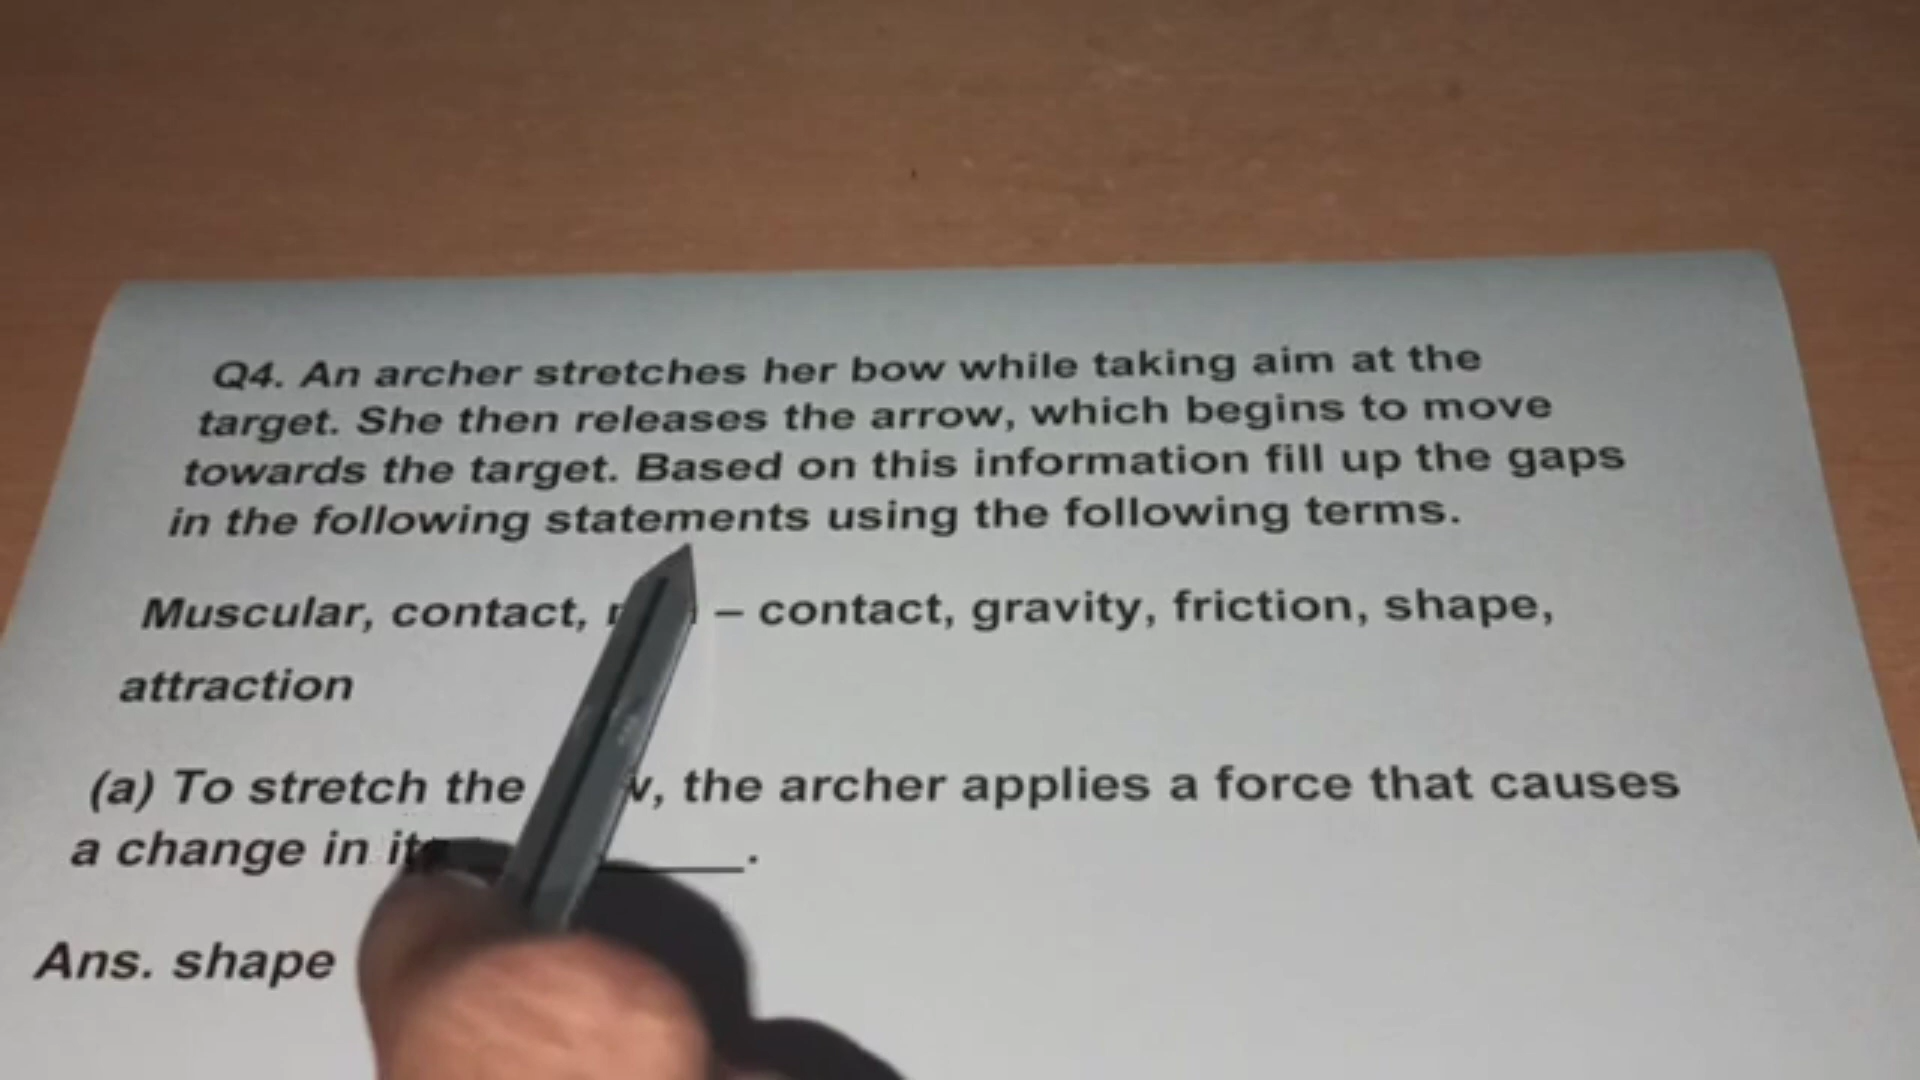 Q4. An archer stretches her bow while taking aim at the
target. She then releases the arrow, which begins to move
towards the target. Based on this information fill up the gaps
in the following statements using the following terms.
Muscular, contact, – contact, gravity, friction, shape,
attraction
(a) To stretch the the archer applies a force that causes
a change in its _____.
Ans. shape